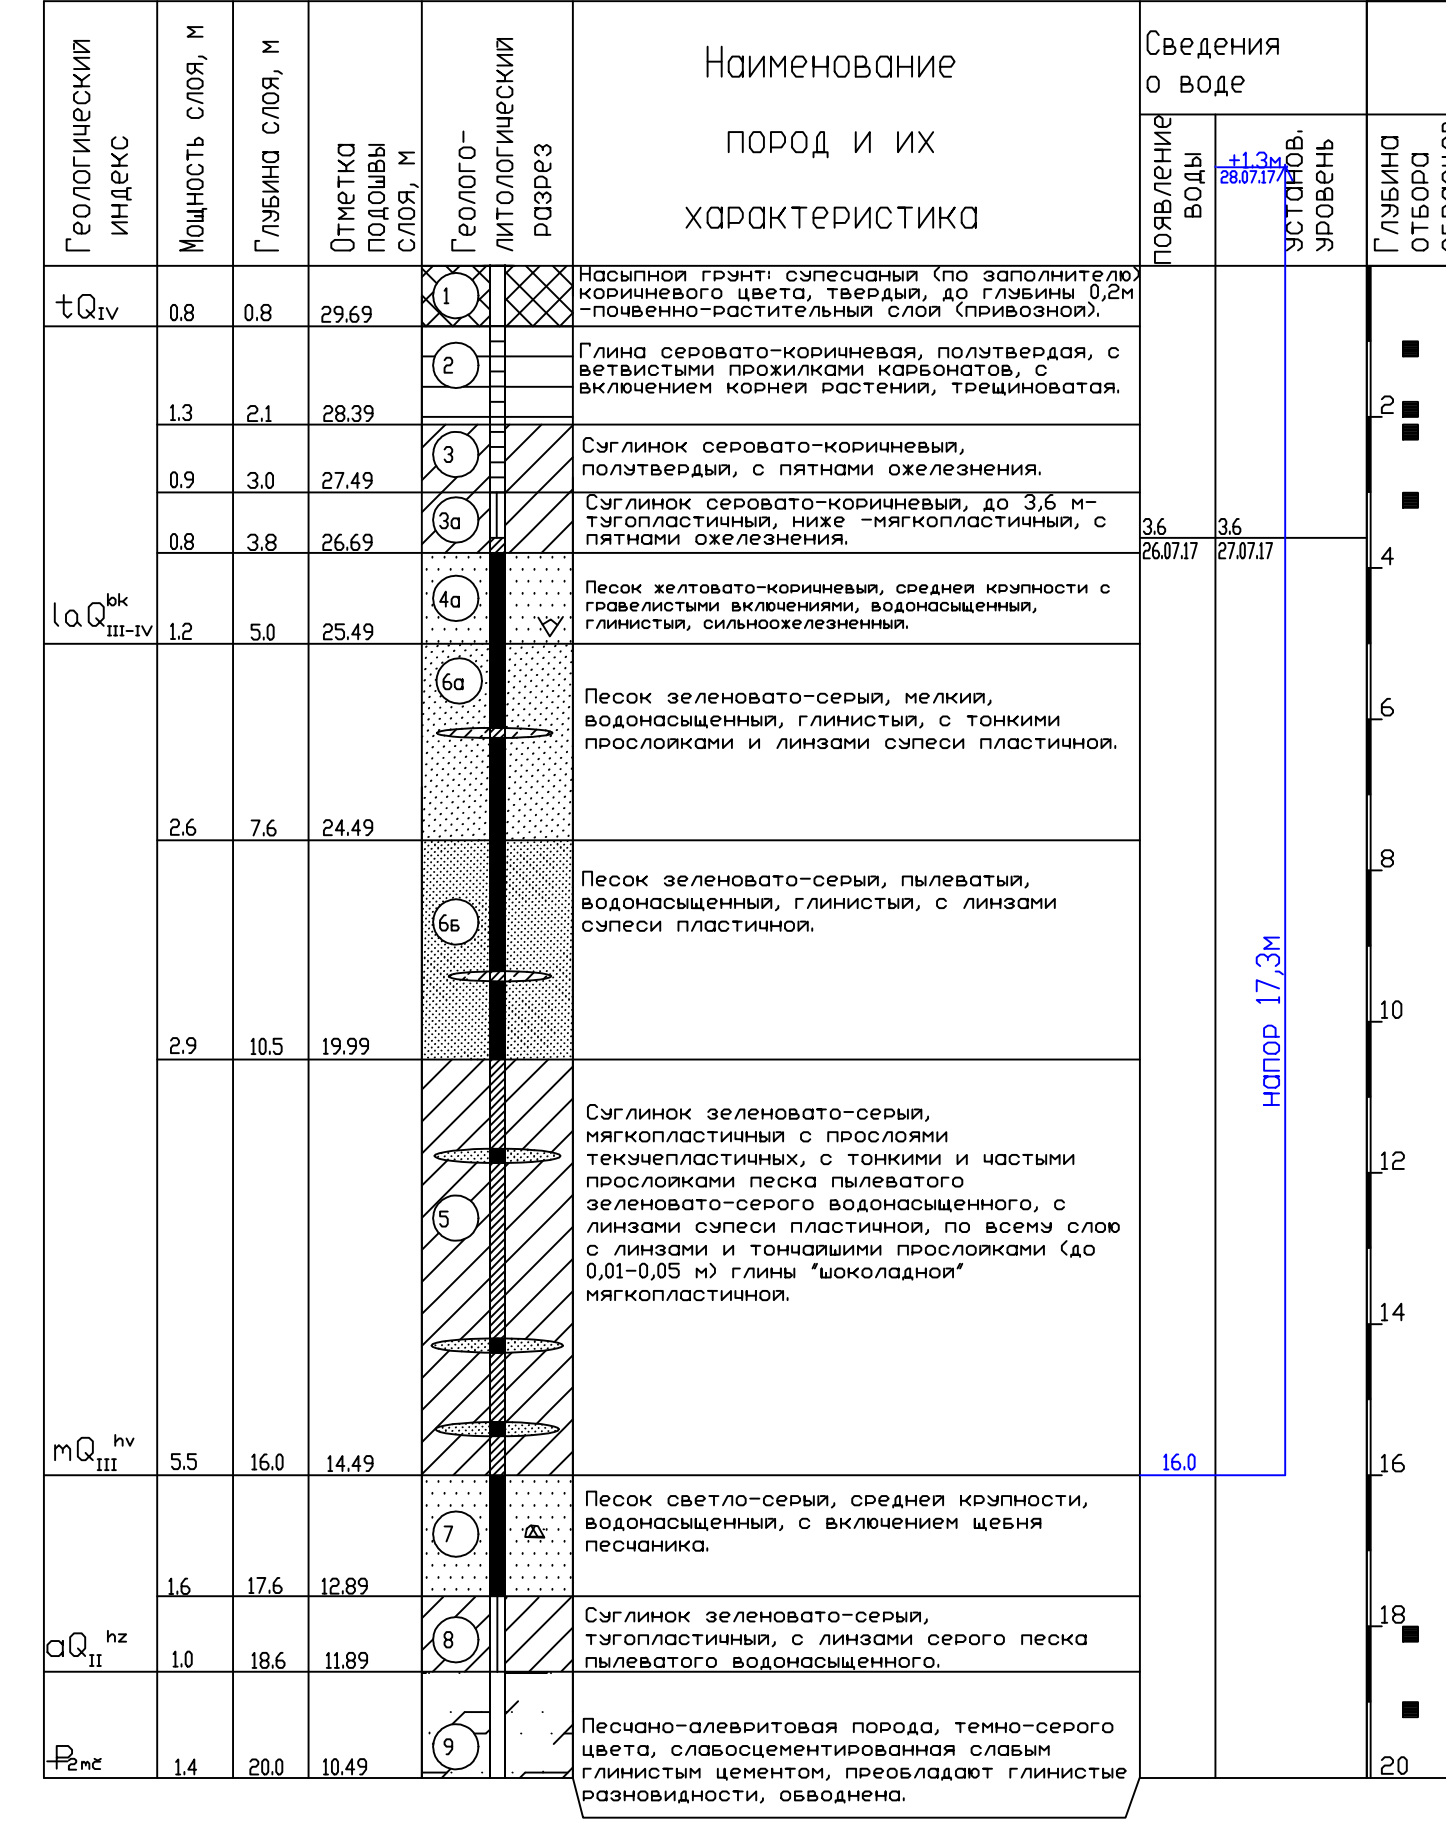 Геологический
индекс
Мощность слоя, м
Глубина слоя, м
Отметка
подошвы
слоя, м
Геолого-
литологический
разрез
Наименование
пород и их
характеристика
Сведения
о воде
появление
воды
установ.
уровень
+1.3м
28.07.17
Глубина
отбора
tQIV
0.8
0.8
29.69
1
Насыпной грунт: супесчаный (по заполнителю)
коричневого цвета, твердый, до глубины 0,2м
-почвенно-растительный слой (привозной).
1.3
2.1
28.39
2
Глина серовато-коричневая, полутвердая, с
ветвистыми прожилками карбонатов, с
включением корней растений, трещиноватая.
2
0.9
3.0
27.49
3
Суглинок серовато-коричневый,
полутвердый, с пятнами ожелезнения.
0.8
3.8
26.69
3а
Суглинок серовато-коричневый, до 3,6 м-
тугопластичный, ниже -мягкопластичный, с
пятнами ожелезнения.
3.6
3.6
26.07.17
27.07.17
4
laQIII-IV bk
1.2
5.0
25.49
4а
Песок желтовато-коричневый, средней крупности с
гравелистыми включениями, водонасыщенный,
глинистый, сильноожелезненный.
2.6
7.6
24.49
6а
Песок зеленовато-серый, мелкий,
водонасыщенный, глинистый, с тонкими
прослойками и линзами супеси пластичной.
6
2.9
10.5
19.99
6Б
Песок зеленовато-серый, пылеватый,
водонасыщенный, глинистый, с линзами
супеси пластичной.
8
напор 17,3м
10
mQIII hv
5.5
16.0
14.49
5
Суглинок зеленовато-серый,
мягкопластичный с прослоями
текучепластичных, с тонкими и частыми
прослойками песка пылеватого
зеленовато-серого водонасыщенного, с
линзами супеси пластичной, по всему слою
с линзами и тончайшими прослойками (до
0,01-0,05 м) глины "шоколадной"
мягкопластичной.
16.0
12
14
16
1.6
17.6
12.89
7
Песок светло-серый, средней крупности,
водонасыщенный, с включением щебня
песчаника.
aQII hz
1.0
18.6
11.89
8
Суглинок зеленовато-серый,
тугопластичный, с линзами серого песка
пылеватого водонасыщенного.
18
P2mč
1.4
20.0
10.49
9
Песчано-алевритовая порода, темно-серого
цвета, слабосцементированная слабым
глинистым цементом, преобладают глинистые
разновидности, обводнена.
20